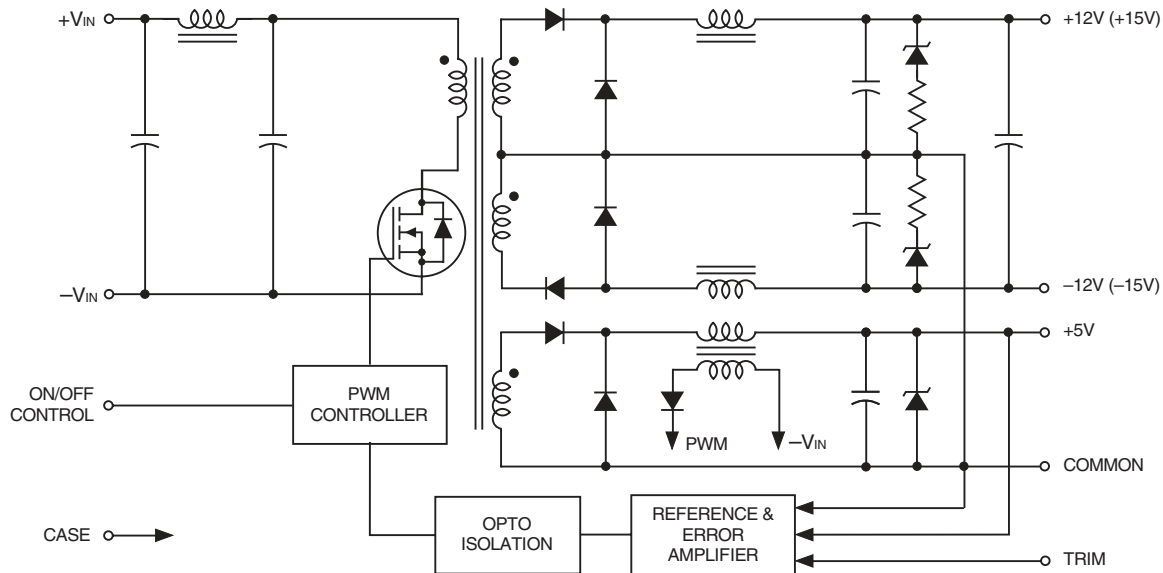 +VIN
+12V (+15V)
–VIN
–12V (–15V)
+5V
ON/OFF
CONTROL
PWM
CONTROLLER
PWM
–VIN
COMMON
CASE
OPTO
ISOLATION
REFERENCE &
ERROR
AMPLIFIER
TRIM